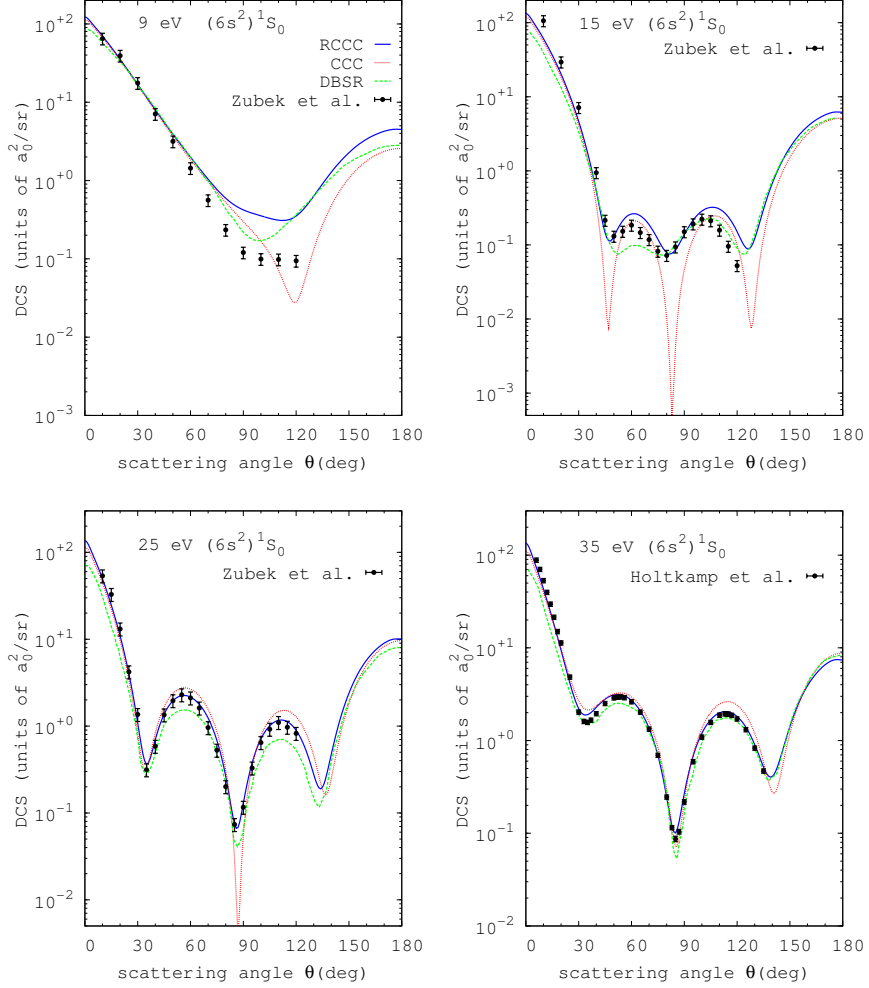 9 eV (6s²)¹S₀
RCCC
CCC
DBSR
Zubek et al.
DCS (units of a₀²/sr)
10⁺²
10⁺¹
10⁺⁰
10⁻¹
10⁻²
10⁻³
0 30 60 90 120 150 180
scattering angle θ(deg)
15 eV (6s²)¹S₀
Zubek et al.
DCS (units of a₀²/sr)
10⁺²
10⁺¹
10⁺⁰
10⁻¹
10⁻²
10⁻³
0 30 60 90 120 150 180
scattering angle θ(deg)
25 eV (6s²)¹S₀
Zubek et al.
DCS (units of a₀²/sr)
10⁺²
10⁺¹
10⁺⁰
10⁻¹
10⁻²
0 30 60 90 120 150 180
scattering angle θ(deg)
35 eV (6s²)¹S₀
Holtkamp et al.
DCS (units of a₀²/sr)
10⁺²
10⁺¹
10⁺⁰
10⁻¹
10⁻²
0 30 60 90 120 150 180
scattering angle θ(deg)